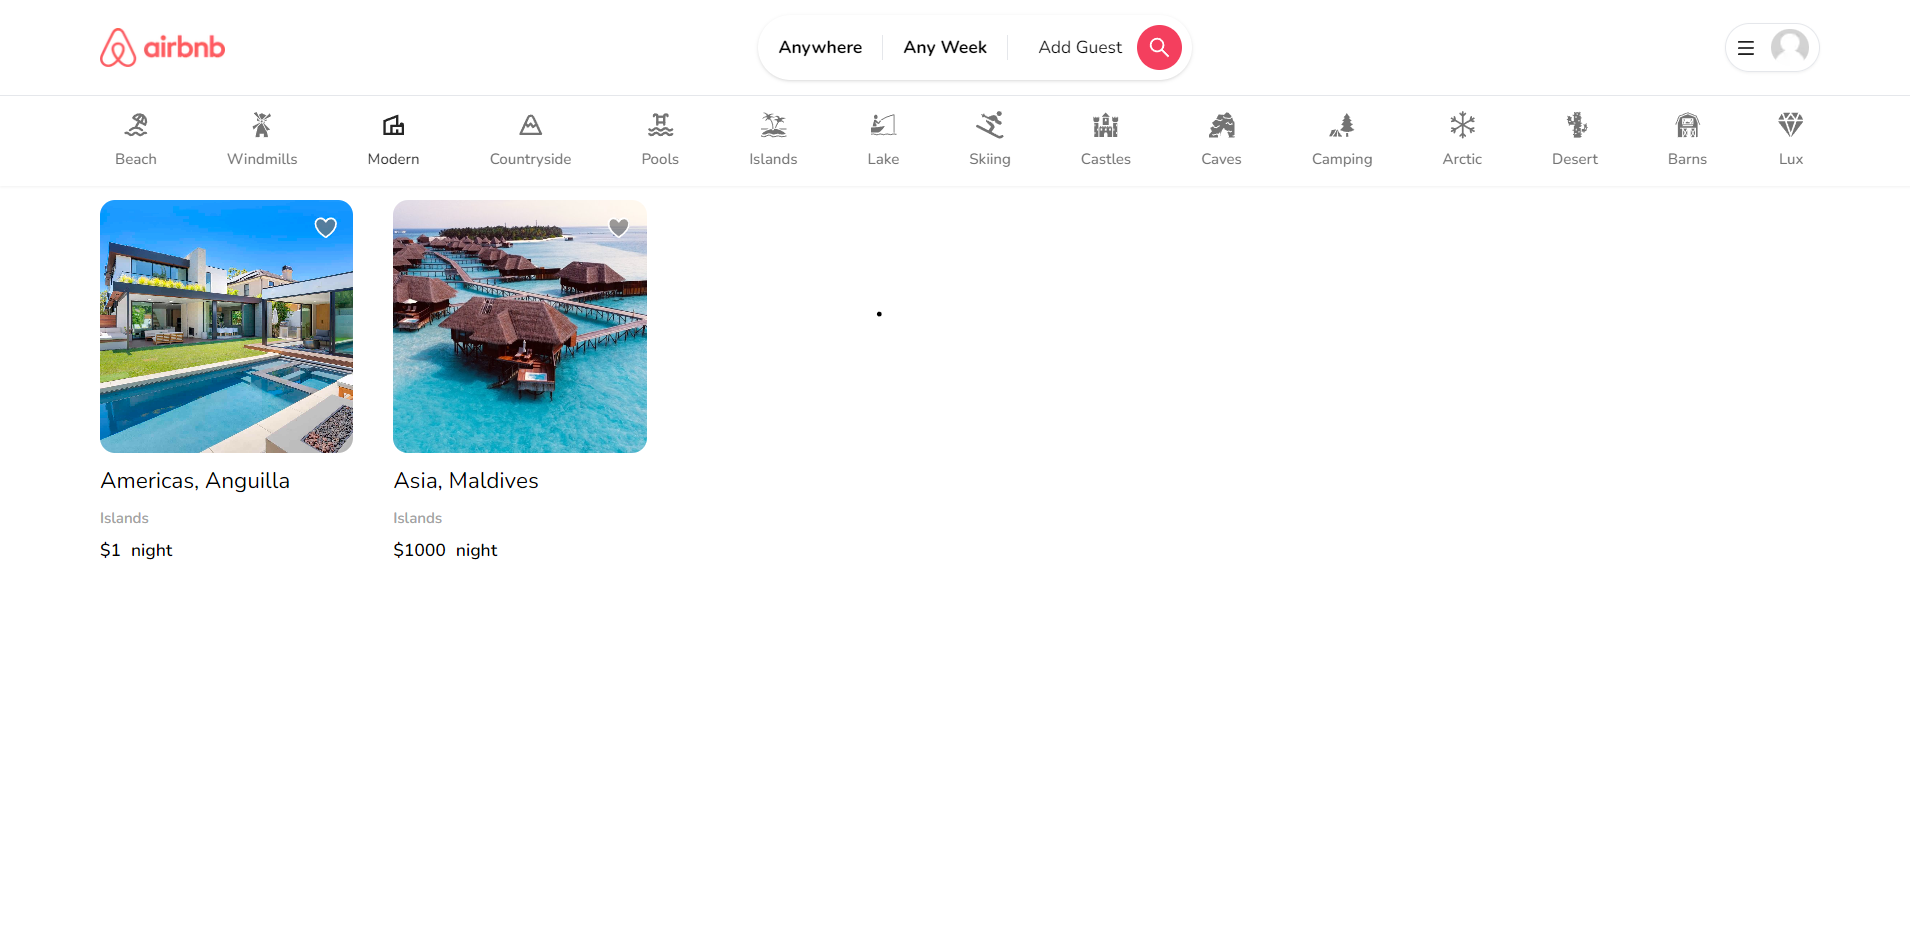 airbnb
Anywhere
Any Week
Add Guest
Beach
Windmills
Modern
Countryside
Pools
Islands
Lake
Skiing
Castles
Caves
Camping
Arctic
Desert
Barns
Lux
Americas, Anguilla
Islands
$1 night
Asia, Maldives
Islands
$1000 night